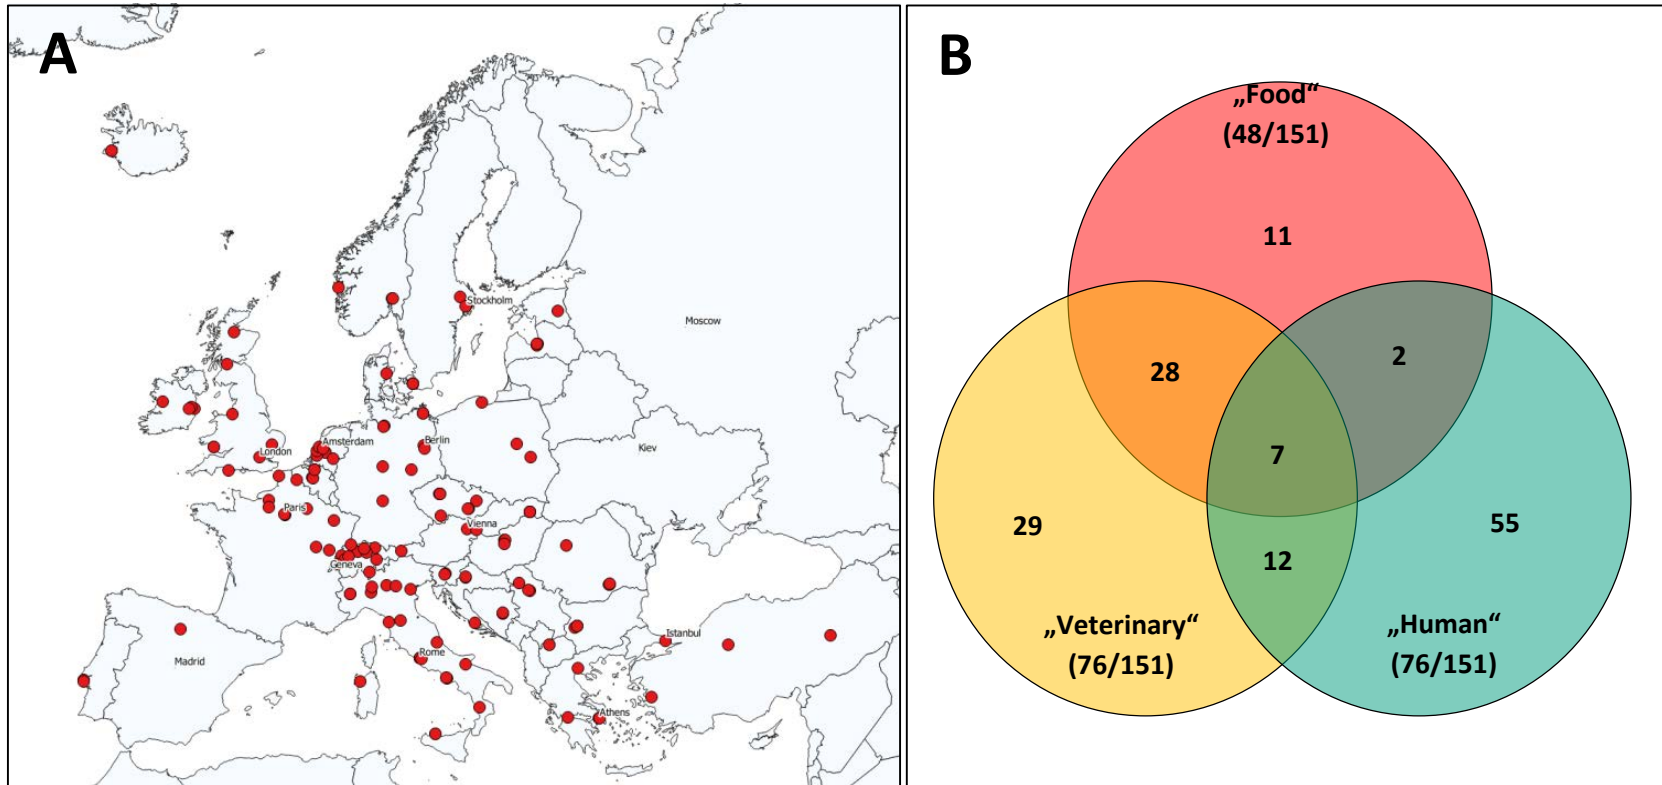 A
Stockholm
Moscow
Amsterdam
Berlin
London
Kiev
Paris
Vienna
Geneva
Istanbul
Rome
Madrid
Athens
B
„Food“
(48/151)
11
28
2
7
29
55
12
„Veterinary“
(76/151)
„Human“
(76/151)